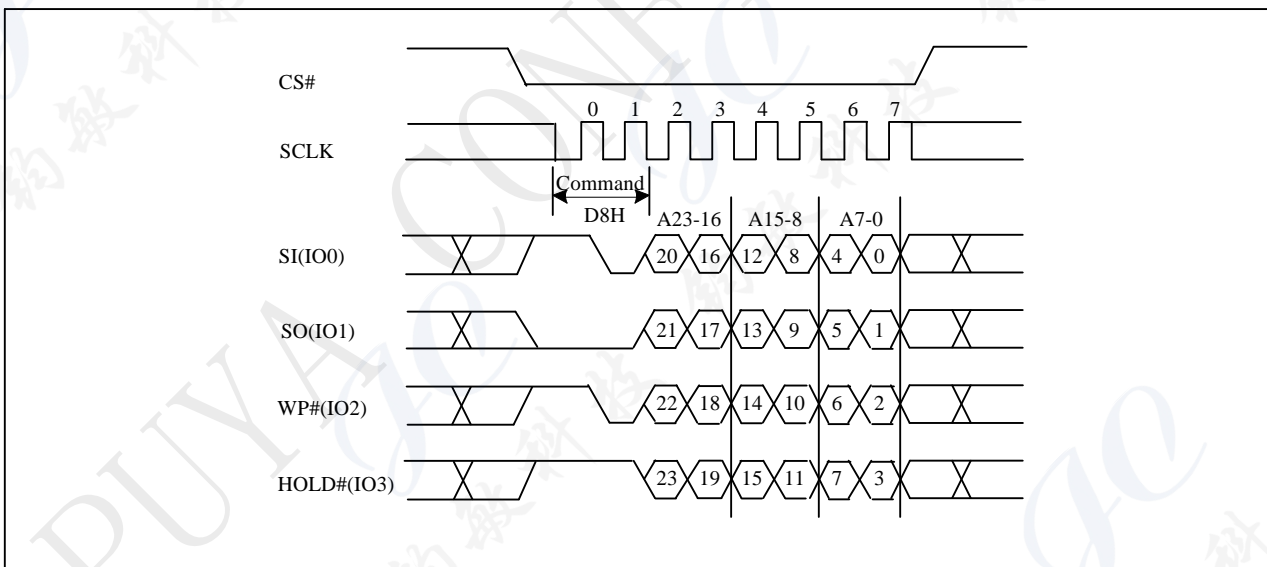 CS#
0 1 2 3 4 5 6 7
SCLK
Command
D8H
A23-16 A15-8 A7-0
SI(IO0)
20 16 12 8 4 0
SO(IO1)
21 17 13 9 5 1
WP#(IO2)
22 18 14 10 6 2
HOLD#(IO3)
23 19 15 11 7 3
PUYA CONF